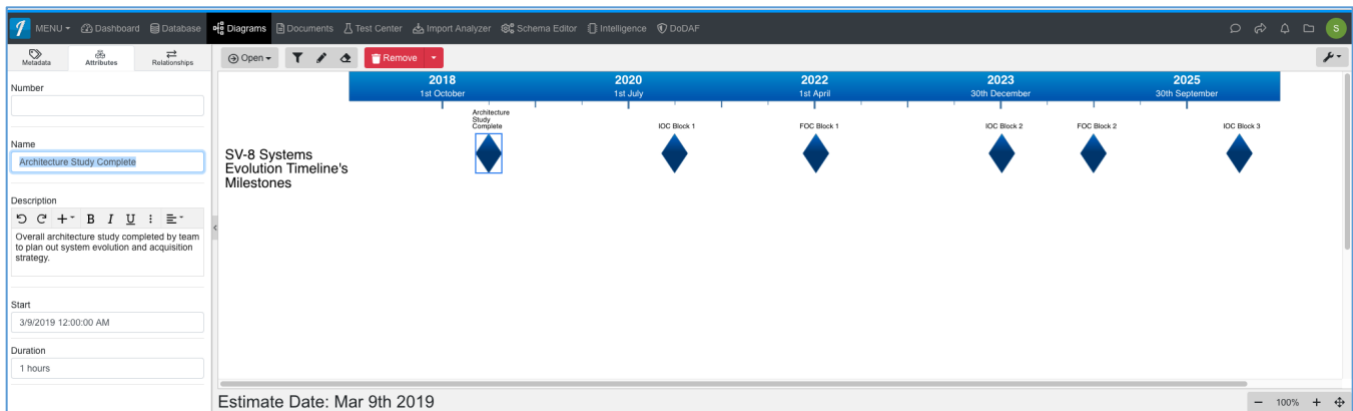 MENU Dashboard Database Diagrams Documents Test Center Import Analyzer Schema Editor Intelligence DoDAF S
Metadata Attributes Relationships
Open Remove
Number
Name
Architecture Study Complete
Description
B I U
Overall architecture study completed by team
to plan out system evolution and acquisition
strategy.
Start
3/9/2019 12:00:00 AM
Duration
1 hours
2018 2020 2022 2023 2025
1st October 1st July 1st April 30th December 30th September
Architecture
Study
Complete
IOC Block 1 FOC Block 1 IOC Block 2 FOC Block 2 IOC Block 3
SV-8 Systems
Evolution Timeline's
Milestones
Estimate Date: Mar 9th 2019
100%